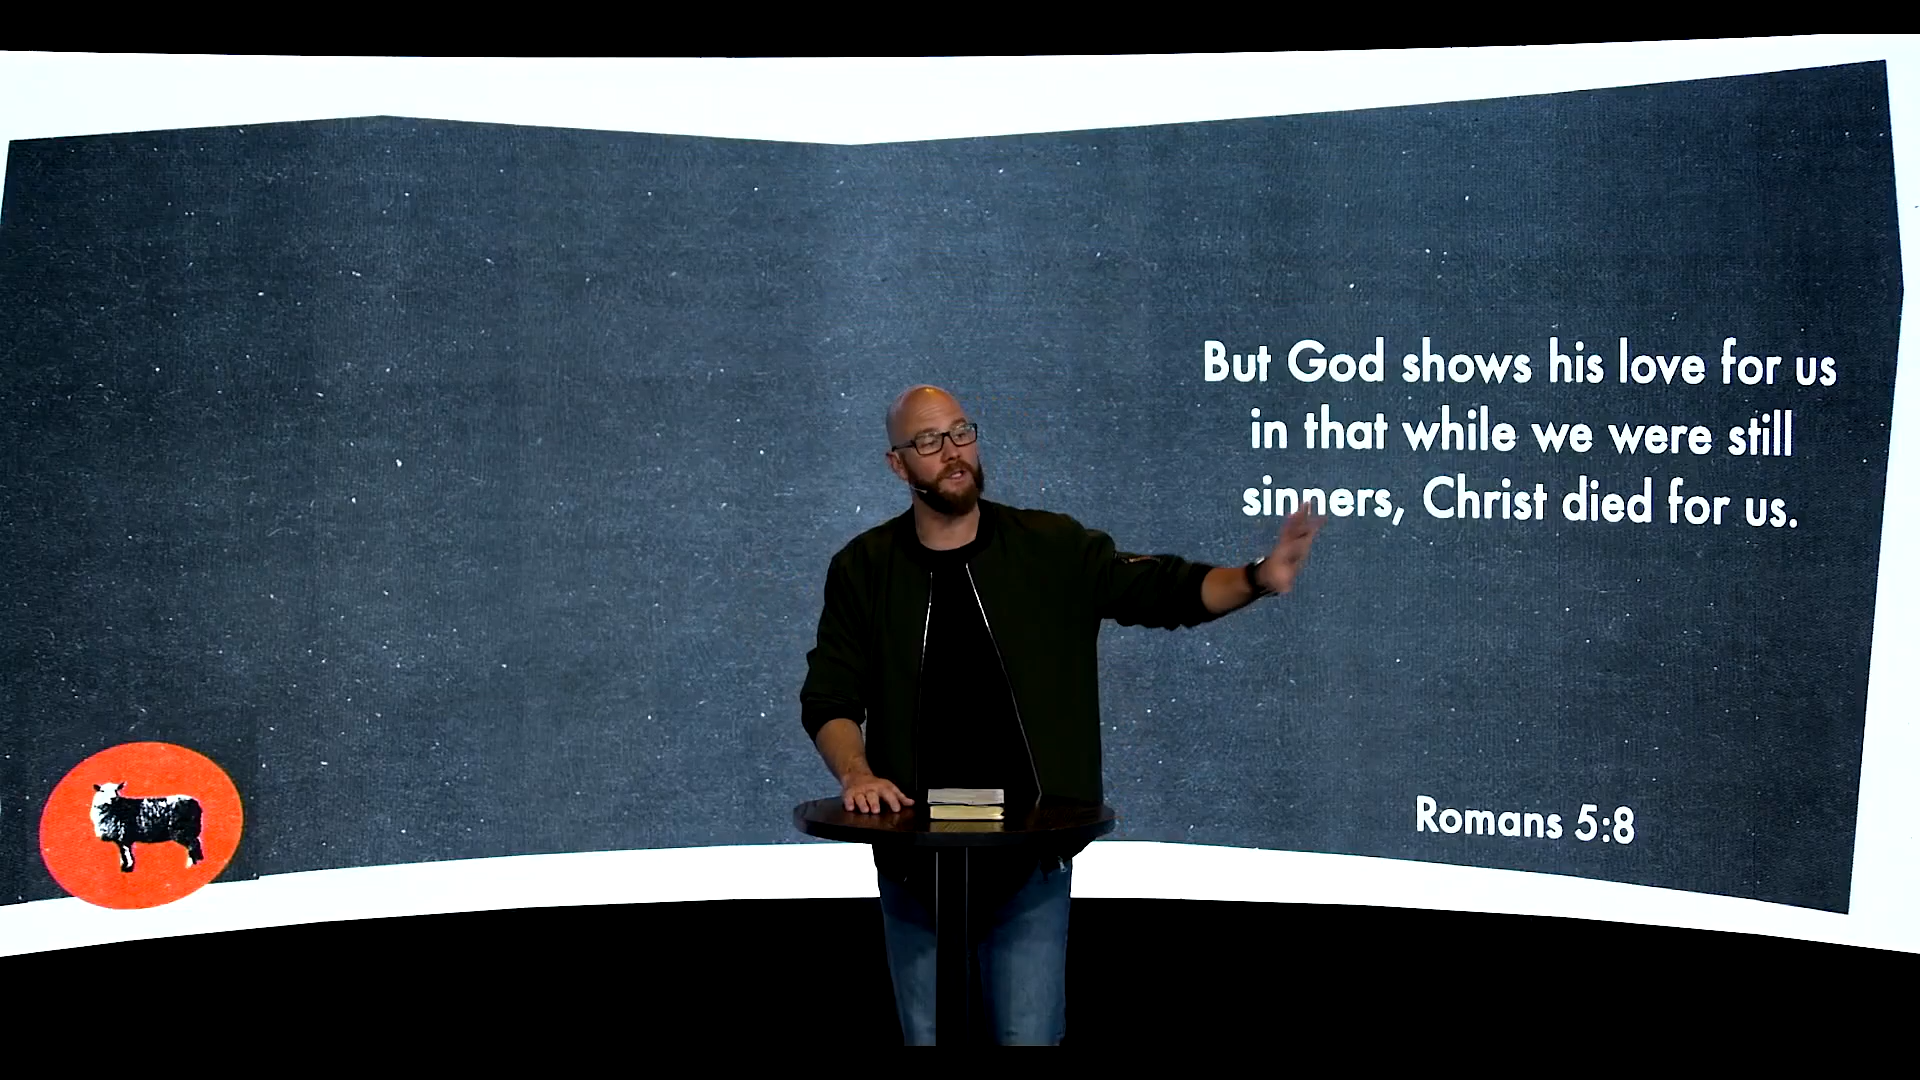 But God shows his love for us
in that while we were still
sinners, Christ died for us.
Romans 5:8